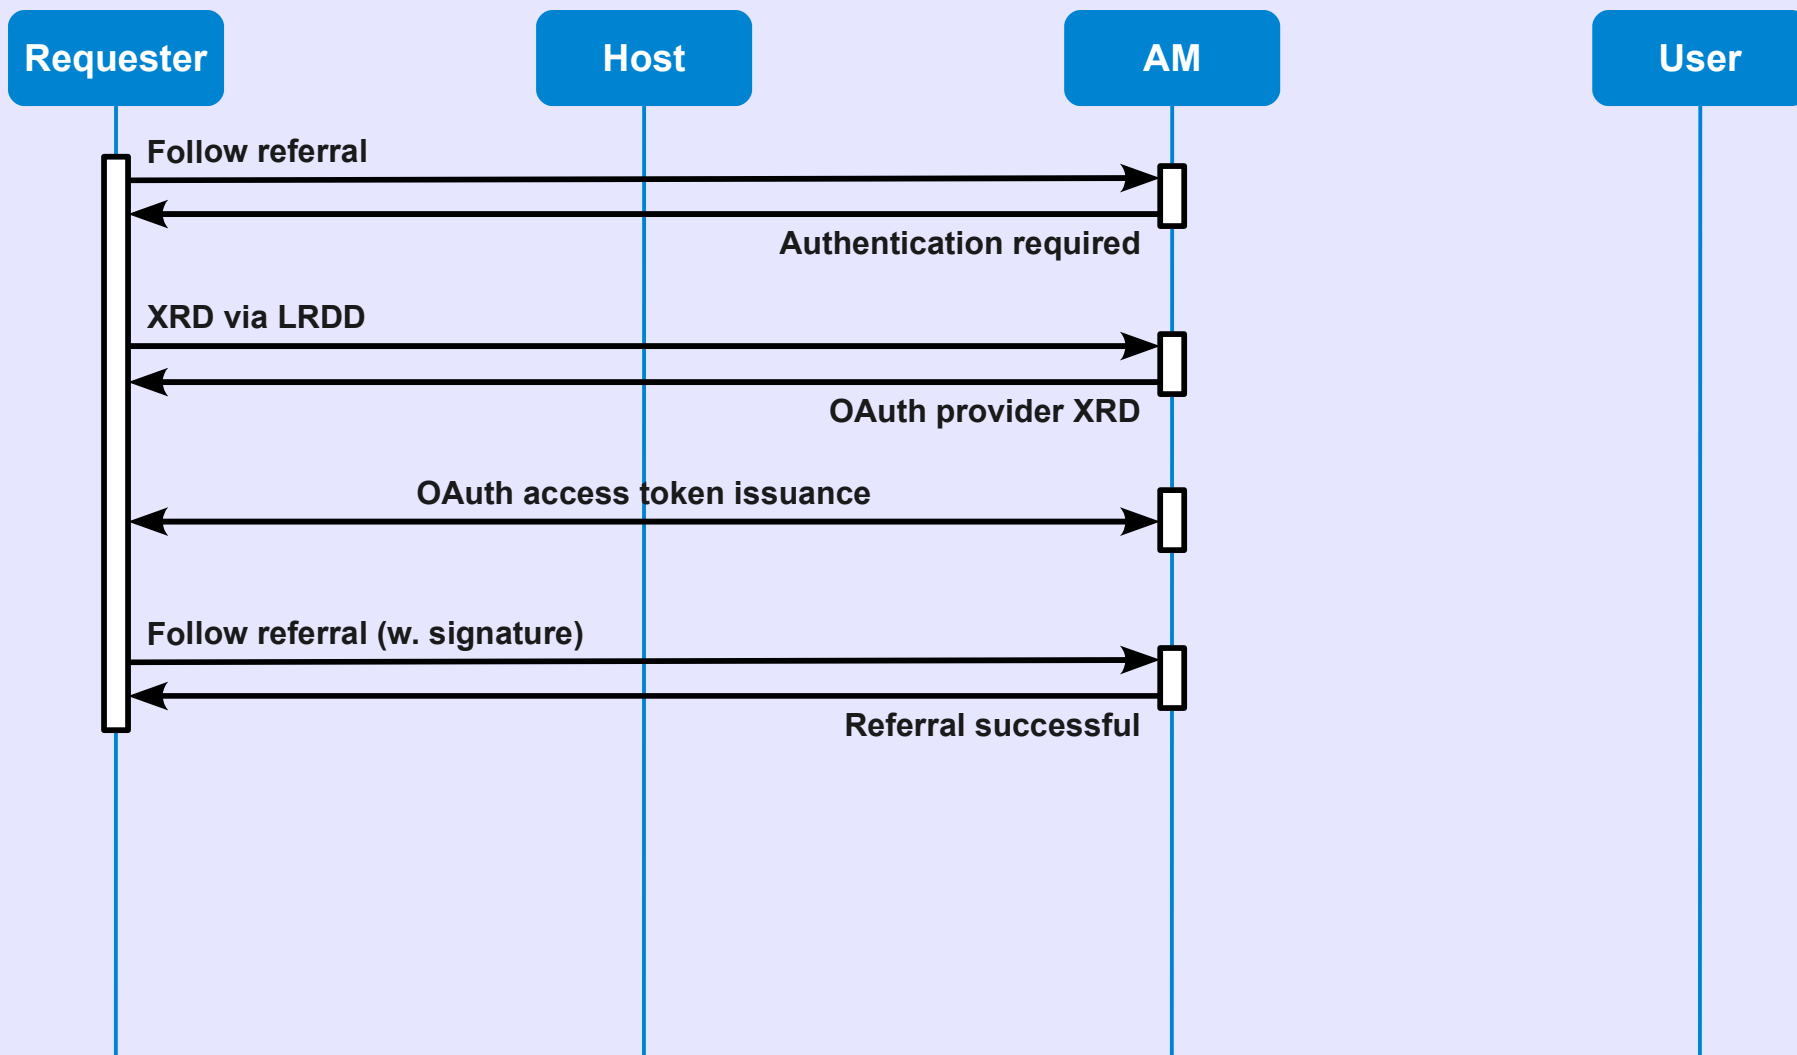 Requester
Host
AM
User
Follow referral
Authentication required
XRD via LRDD
OAuth provider XRD
OAuth access token issuance
Follow referral (w. signature)
Referral successful